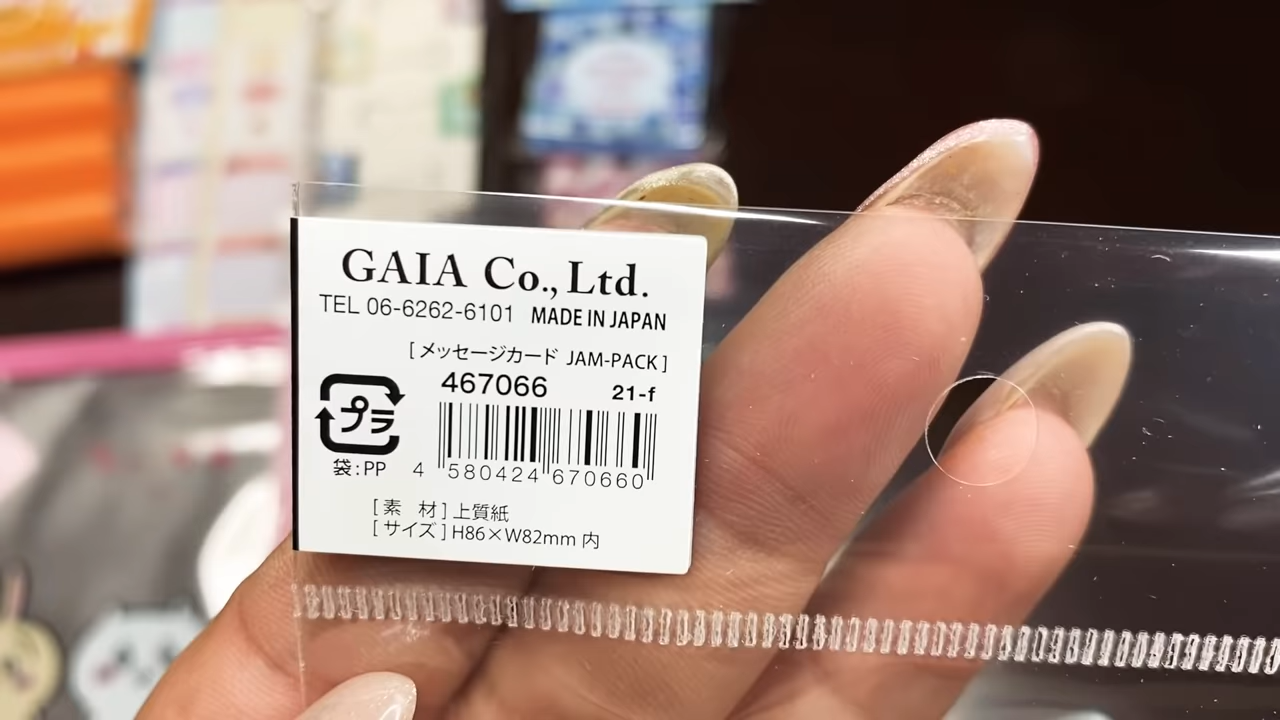 GAIA Co., Ltd.
TEL 06-6262-6101 MADE IN JAPAN
[メッセージカード JAM-PACK]
467066 21-f
プラ
袋:PP
4 580424 670660
[素 材]上質紙
[サイズ]H86×W82mm 内